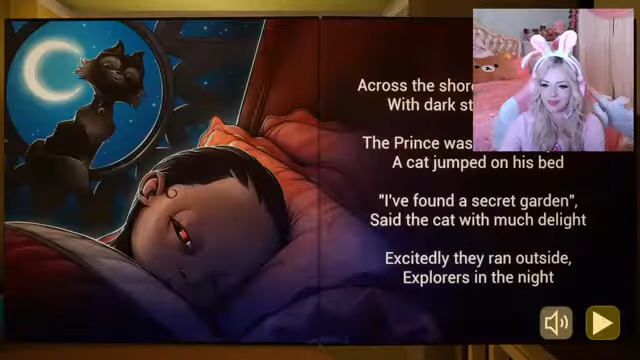 Across the
With dark
The Prince was
A cat jumped on his bed
"I've found a secret garden",
Said the cat with much delight
Excitedly they ran outside,
Explorers in the night